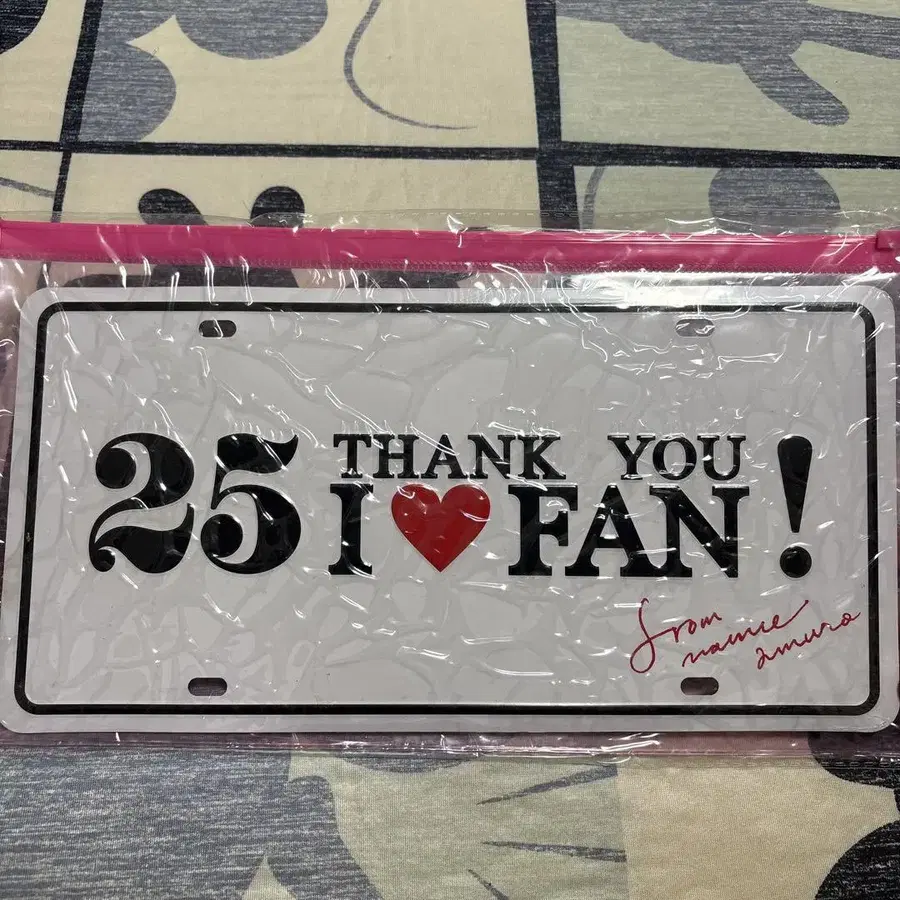 25 THANK YOU
I ♥ FAN!
from
namie
amuro